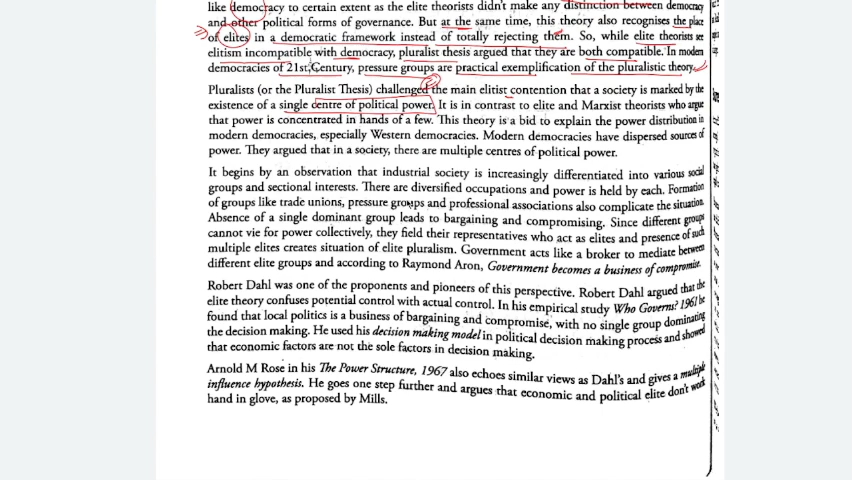 like democracy to certain extent as the elite theorists didn't make any distinction between democracy
and other political forms of governance. But at the same time, this theory also recognises the place
of elites in a democratic framework instead of totally rejecting them. So, while elite theorists see
elitism incompatible with democracy, pluralist thesis argued that they are both compatible. In modern
democracies of 21st Century, pressure groups are practical exemplification of the pluralistic theory.
Pluralists (or the Pluralist Thesis) challenged the main elitist contention that a society is marked by the
existence of a single centre of political power. It is in contrast to elite and Marxist theorists who argue
that power is concentrated in hands of a few. This theory is a bid to explain the power distribution in
modern democracies, especially Western democracies. Modern democracies have dispersed sources of
power. They argued that in a society, there are multiple centres of political power.
It begins by an observation that industrial society is increasingly differentiated into various social
groups and sectional interests. There are diversified occupations and power is held by each. Formation
of groups like trade unions, pressure groups and professional associations also complicate the situation.
Absence of a single dominant group leads to bargaining and compromising. Since different groups
cannot vie for power collectively, they field their representatives who act as elites and presence of such
multiple elites creates situation of elite pluralism. Government acts like a broker to mediate between
different elite groups and according to Raymond Aron, Government becomes a business of compromise.
Robert Dahl was one of the proponents and pioneers of this perspective. Robert Dahl argued that the
elite theory confuses potential control with actual control. In his empirical study Who Governs? 1961 he
found that local politics is a business of bargaining and compromise, with no single group dominating
the decision making. He used his decision making model in political decision making process and showed
that economic factors are not the sole factors in decision making.
Arnold M Rose in his The Power Structure, 1967 also echoes similar views as Dahl's and gives a multiple
influence hypothesis. He goes one step further and argues that economic and political elite don't work
hand in glove, as proposed by Mills.